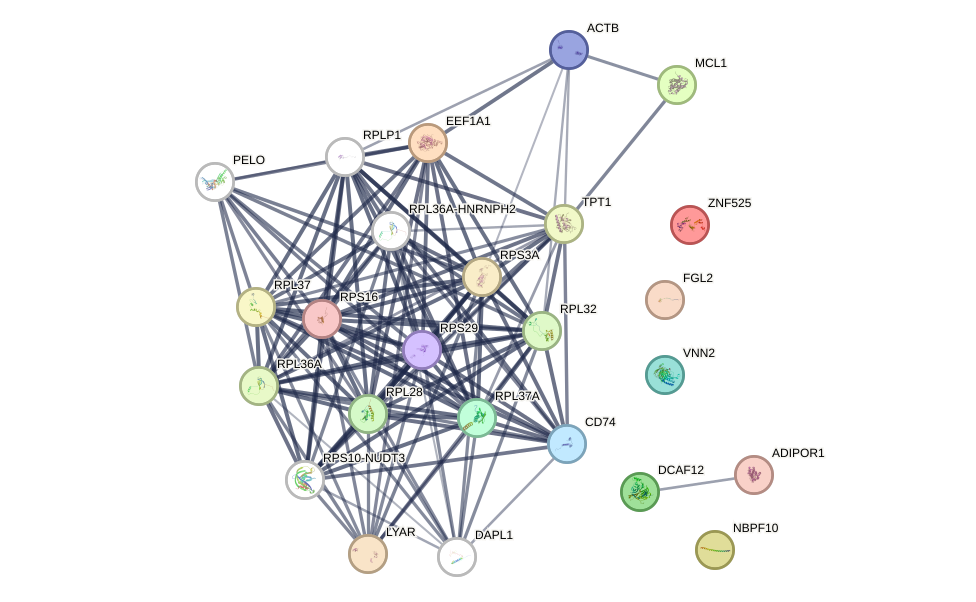 ACTB
MCL1
EEF1A1
RPLP1
PELO
TPT1
ZNF525
RPL36A-HNRNPH2
RPS3A
FGL2
RPL37
RPS16
RPL32
RPS29
VNN2
RPL36A
RPL28
RPL37A
CD74
ADIPOR1
RPS10-NUDT3
DCAF12
NBPF10
LYAR
DAPL1